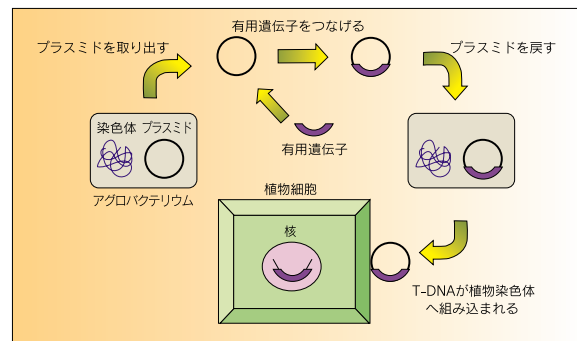 有用遺伝子をつなげる
プラスミドを取り出す
プラスミドを戻す
染色体 プラスミド
有用遺伝子
アグロバクテリウム
植物細胞
核
T-DNAが植物染色体
へ組み込まれる